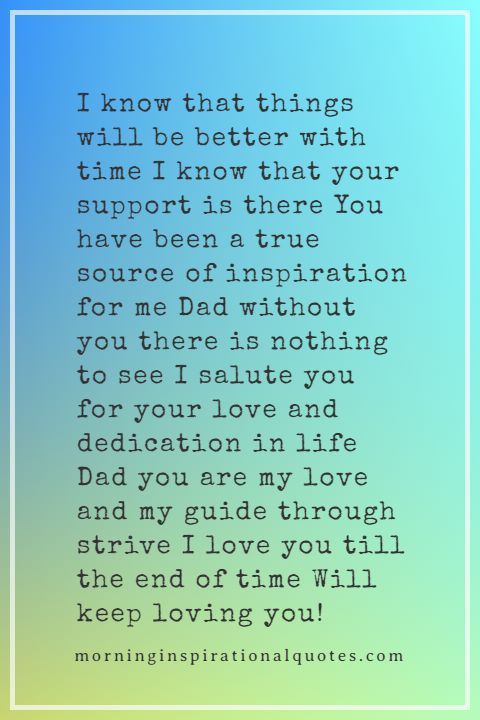 I know that things
will be better with
time I know that your
support is there You
have been a true
source of inspiration
for me Dad without
you there is nothing
to see I salute you
for your love and
dedication in life
Dad you are my love
and my guide through
strive I love you till
the end of time Will
keep loving you!
morninginspirationalquotes.com